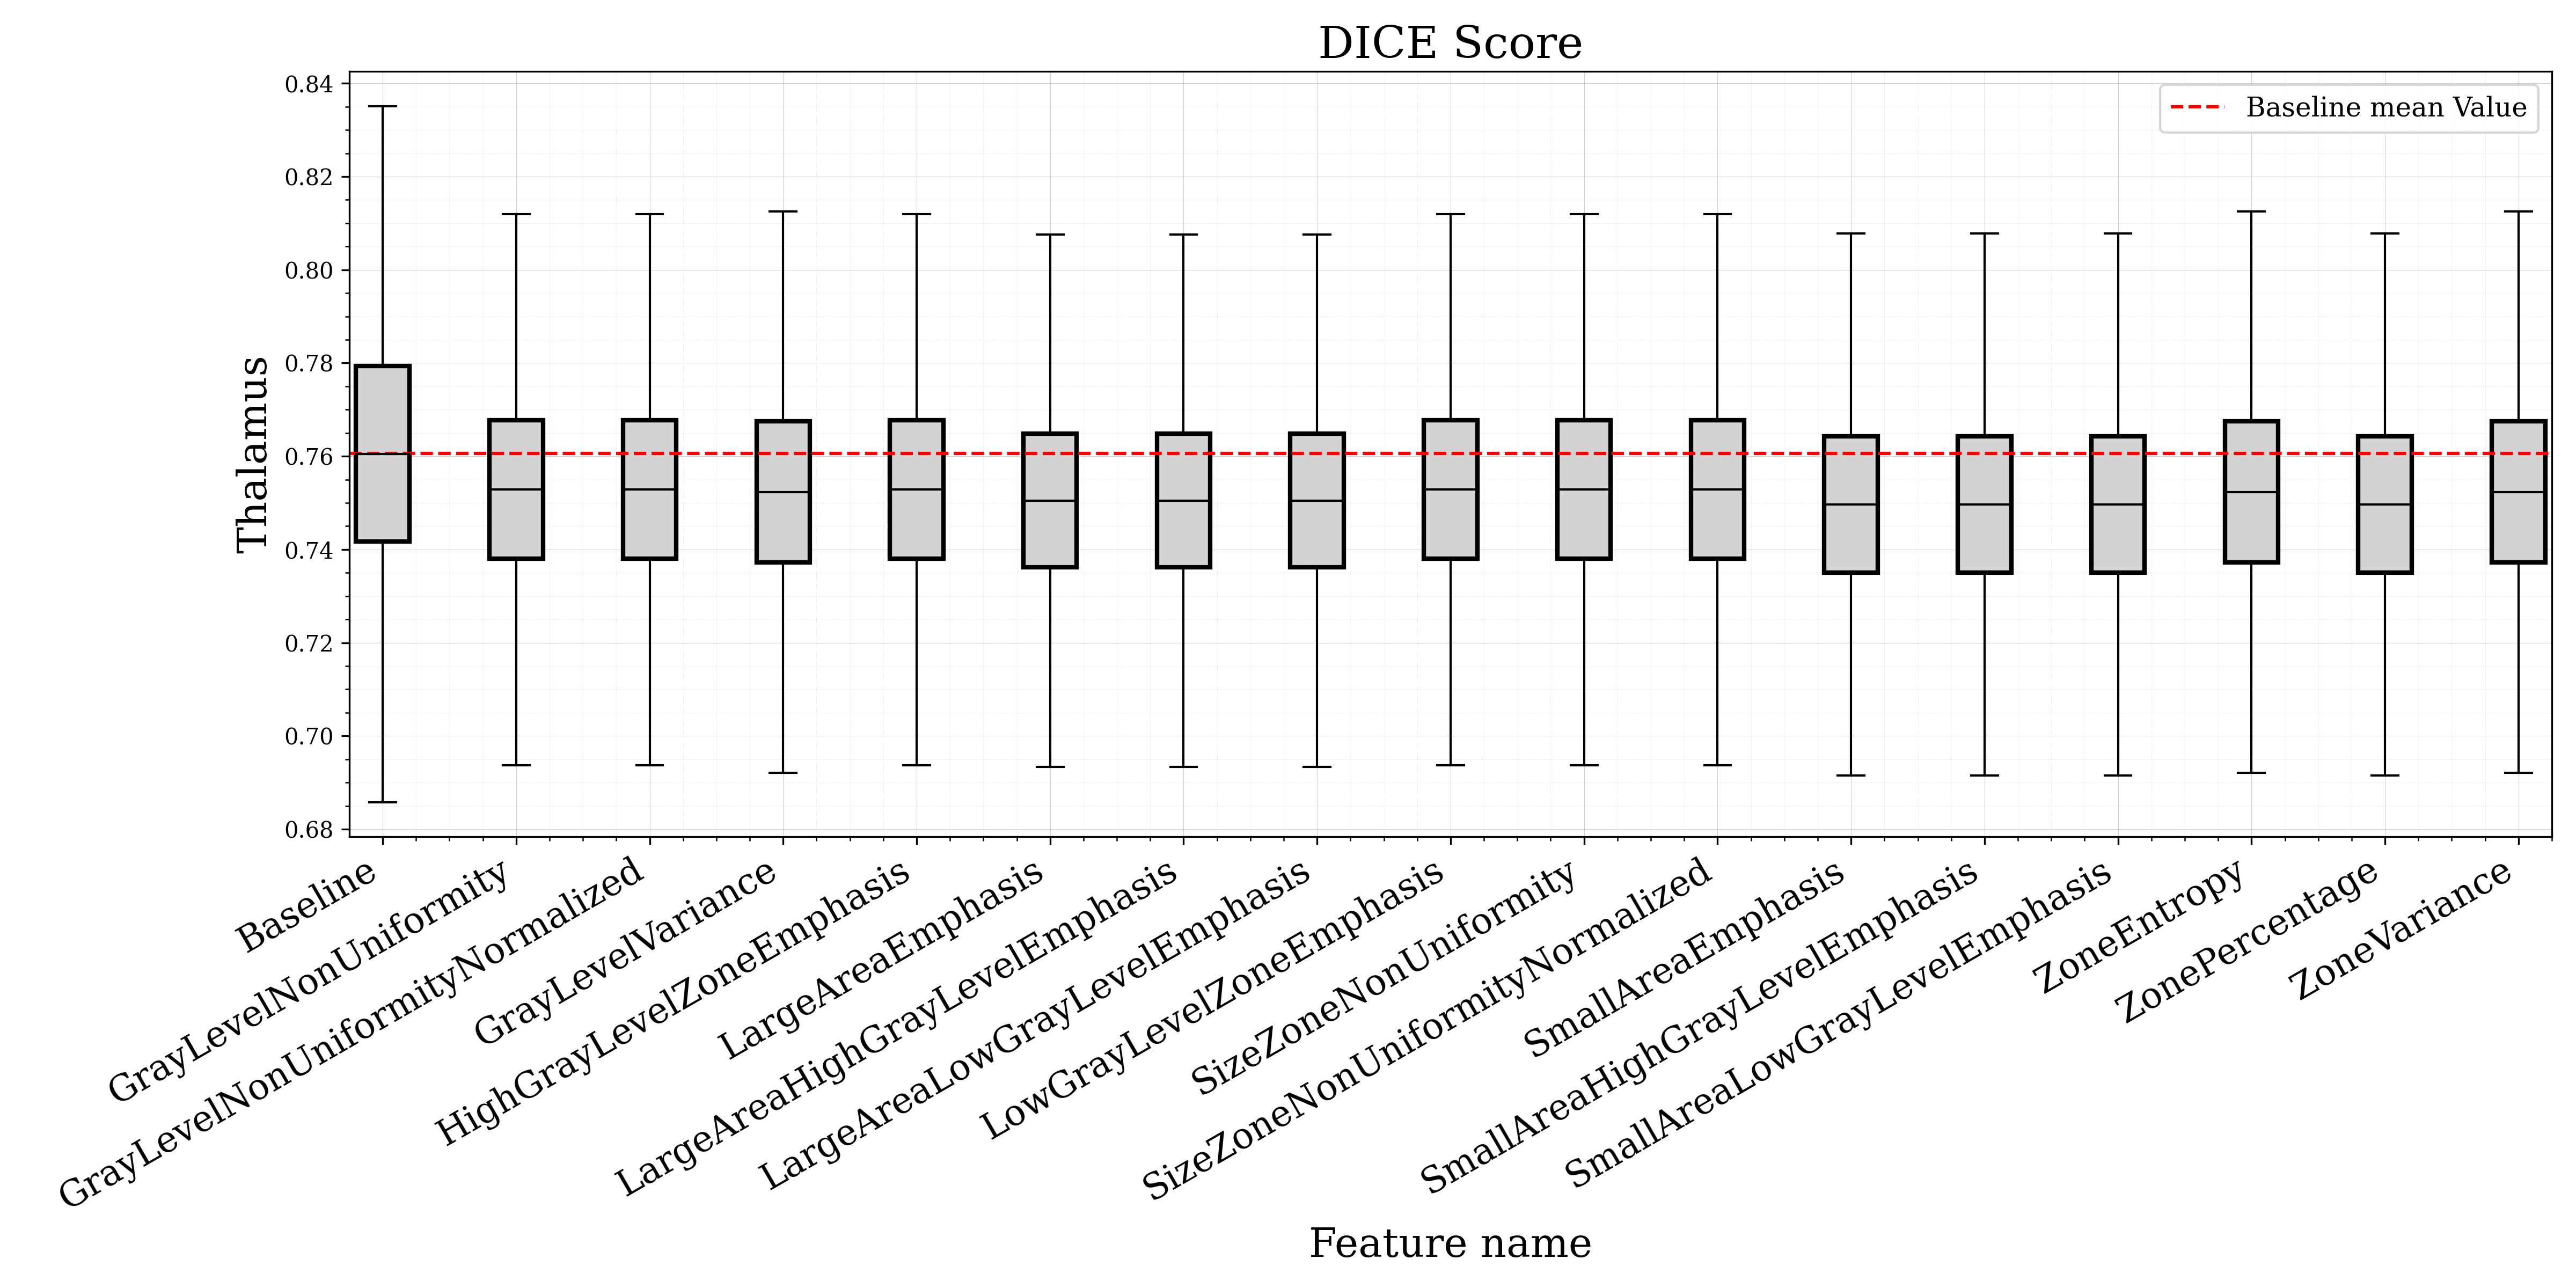 DICE Score
Baseline mean Value
Thalamus
0.84
0.82
0.80
0.78
0.76
0.74
0.72
0.70
0.68
Baseline
GrayLevelNonUniformity
GrayLevelNonUniformityNormalized
GrayLevelVariance
HighGrayLevelZoneEmphasis
LargeAreaEmphasis
LargeAreaHighGrayLevelEmphasis
LargeAreaLowGrayLevelEmphasis
LowGrayLevelZoneEmphasis
SizeZoneNonUniformity
SizeZoneNonUniformityNormalized
SmallAreaEmphasis
SmallAreaHighGrayLevelEmphasis
SmallAreaLowGrayLevelEmphasis
ZoneEntropy
ZonePercentage
ZoneVariance
Feature name